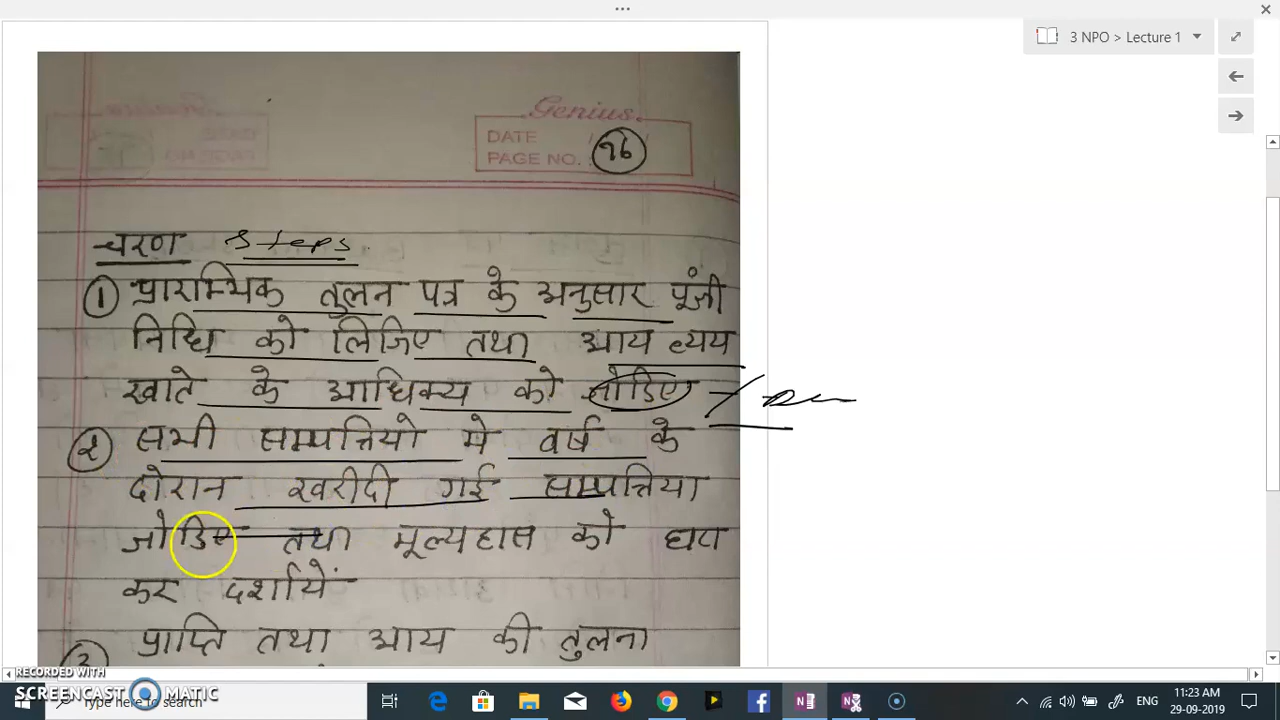 3 NPO > Lecture 1
Genius
DATE
PAGE NO. 16
चरण Steps
① प्रारम्भिक तुलन पत्र के अनुसार पूंजी
निधि को लिजिए तथा आय व्यय
खाते के आधिक्य को जोडिए
② सभी सम्पत्तियो मे वर्ष के
दोरान खरीदी गई सम्पत्तिया
जोडिए तथा मूल्यहास को घटा
कर दर्शायें
प्राप्ति तथा आय की तुलना
RECORDED WITH
SCREENCAST MATIC
Type here to search
ENG
11:23 AM
29-09-2019